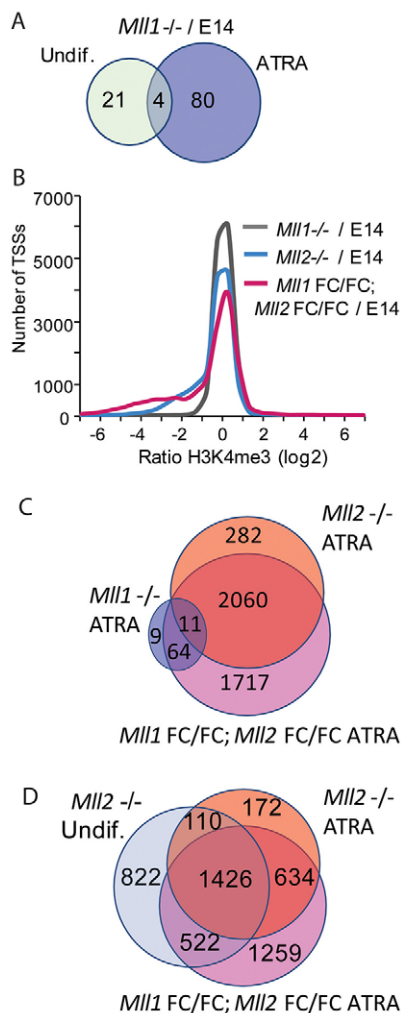 A
Mll1-/- / E14
Undif.
ATRA
21
4
80
B
Number of TSSs
7000
5000
3000
1000
0
Mll1-/- / E14
Mll2-/- / E14
Mll1 FC/FC;
Mll2 FC/FC / E14
-6 -4 -2 0 2 4 6
Ratio H3K4me3 (log2)
C
Mll2 -/-
ATRA
282
Mll1 -/-
ATRA
2060
11
9
64
1717
Mll1 FC/FC; Mll2 FC/FC ATRA
D
Mll2 -/-
Undif.
Mll2 -/-
ATRA
172
110
822
1426
634
522
1259
Mll1 FC/FC; Mll2 FC/FC ATRA